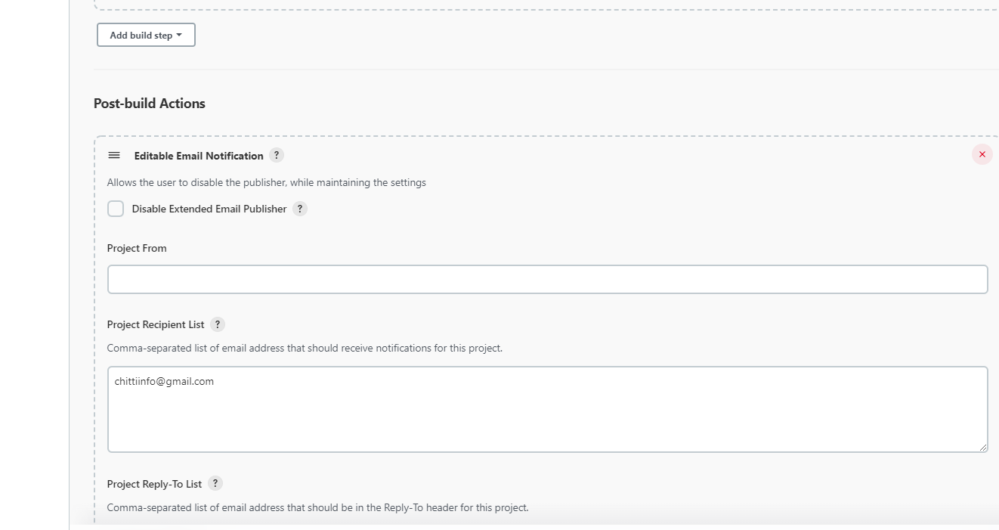 Add build step
Post-build Actions
Editable Email Notification ?
Allows the user to disable the publisher, while maintaining the settings
Disable Extended Email Publisher ?
Project From
Project Recipient List ?
Comma-separated list of email address that should receive notifications for this project.
chittiinfo@gmail.com
Project Reply-To List ?
Comma-separated list of email address that should be in the Reply-To header for this project.